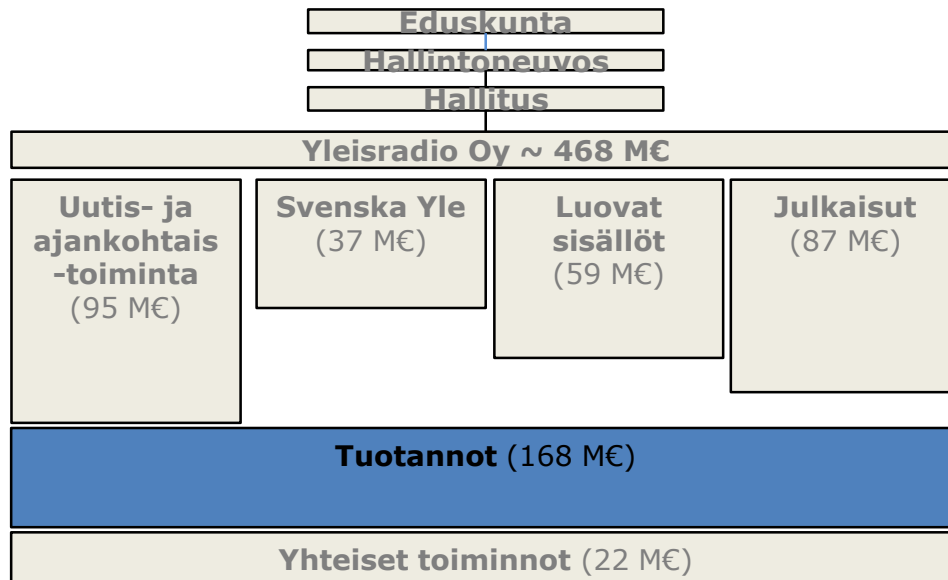 Eduskunta
Hallintoneuvos
Hallitus
Yleisradio Oy ~ 468 M€
Uutis- ja
ajankohtais
-toiminta
(95 M€)
Svenska Yle
(37 M€)
Luovat
sisällöt
(59 M€)
Julkaisut
(87 M€)
Tuotannot (168 M€)
Yhteiset toiminnot (22 M€)